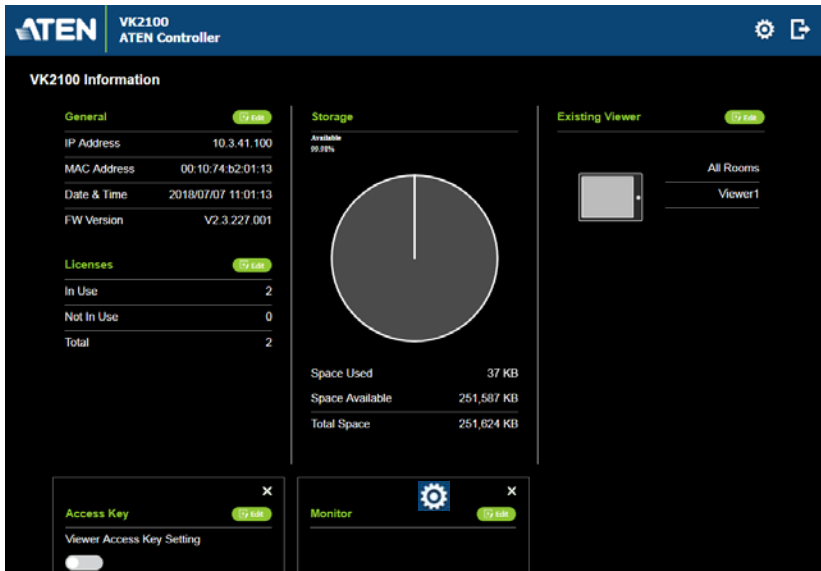 ATEN
VK2100
ATEN Controller
VK2100 Information
General
Edit
IP Address 10.3.41.100
MAC Address 00:10:74:b2:01:13
Date & Time 2018/07/07 11:01:13
FW Version V2.3.227.001
Licenses
Edit
In Use 2
Not In Use 0
Total 2
Storage
Available
99.98%
Space Used 37 KB
Space Available 251,587 KB
Total Space 251,624 KB
Existing Viewer
Edit
All Rooms
Viewer1
Access Key
Edit
Viewer Access Key Setting
Monitor
Edit